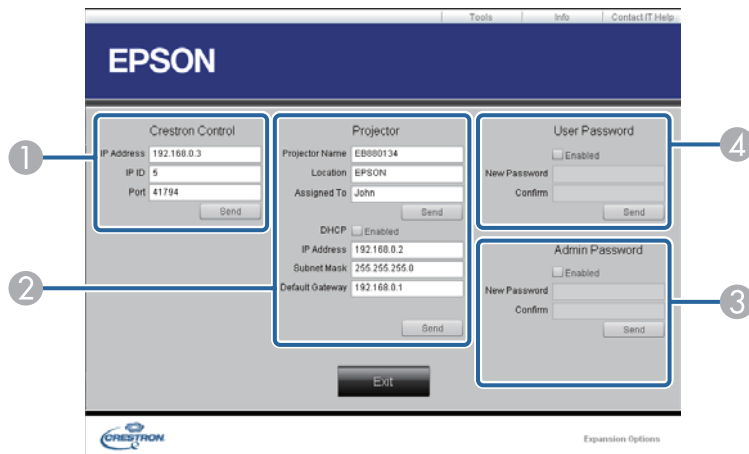 Tools Info Contact IT Help
EPSON
Crestron Control
IP Address 192.168.0.3
IP ID 5
Port 41794
Send
1
Projector
Projector Name EB880134
Location EPSON
Assigned To John
Send
DHCP Enabled
IP Address 192.168.0.2
Subnet Mask 255.255.255.0
Default Gateway 192.168.0.1
Send
2
User Password
Enabled
New Password
Confirm
Send
4
Admin Password
Enabled
New Password
Confirm
Send
3
Exit
CRESTRON
Expansion Options